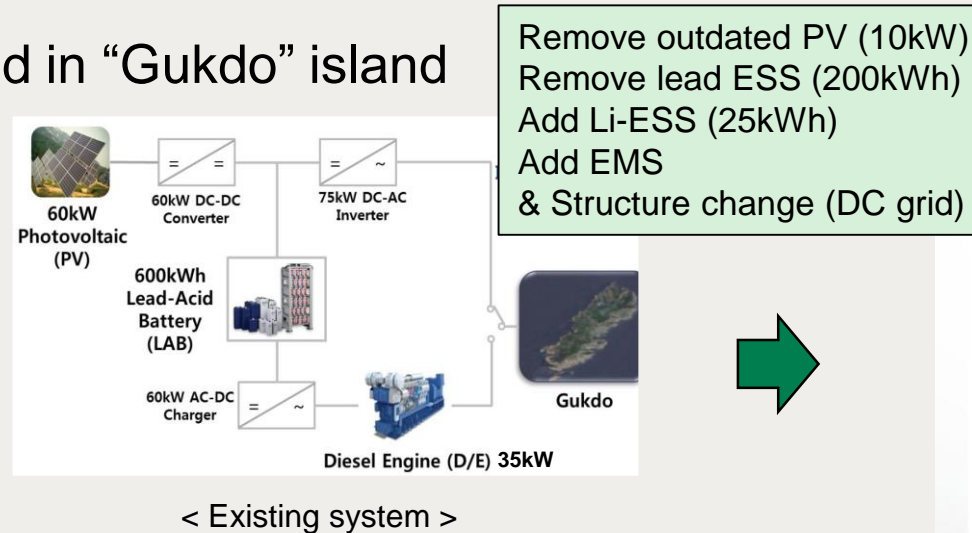 d in “Gukdo” island
Remove outdated PV (10kW)
Remove lead ESS (200kWh)
Add Li-ESS (25kWh)
Add EMS
& Structure change (DC grid)
= =
= ~
60kW
Photovoltaic
(PV)
60kW DC-DC
Converter
75kW DC-AC
Inverter
600kWh
Lead-Acid
Battery
(LAB)
60kW AC-DC
Charger
= ~
Gukdo
Diesel Engine (D/E) 35kW
< Existing system >